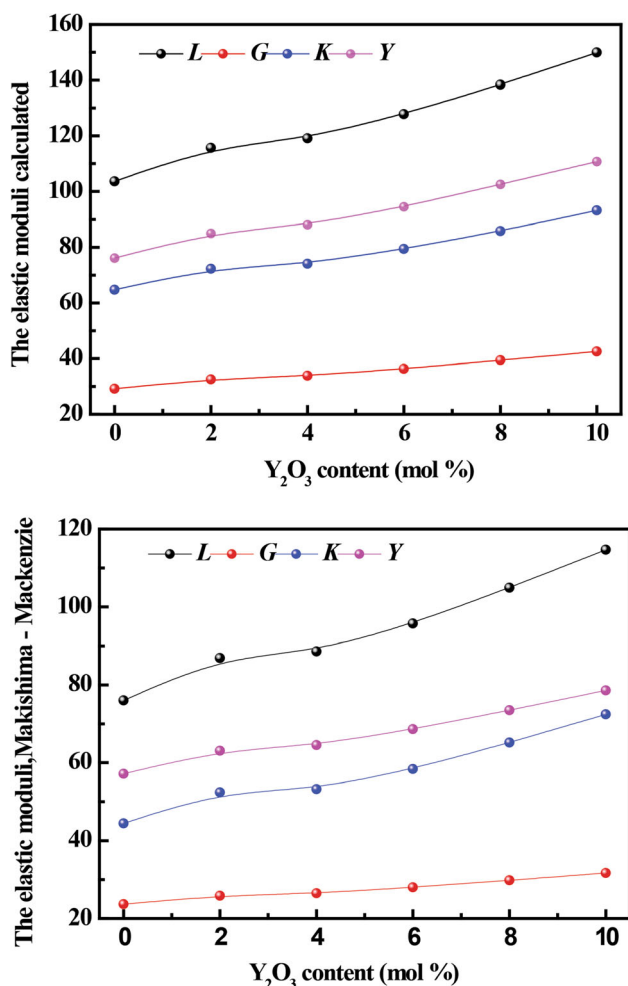 The elastic moduli calculated
160
140
120
100
80
60
40
20
L G K Y
0 2 4 6 8 10
Y₂O₃ content (mol %)
The elastic moduli,Makishima - Mackenzie
120
100
80
60
40
20
L G K Y
0 2 4 6 8 10
Y₂O₃ content (mol %)